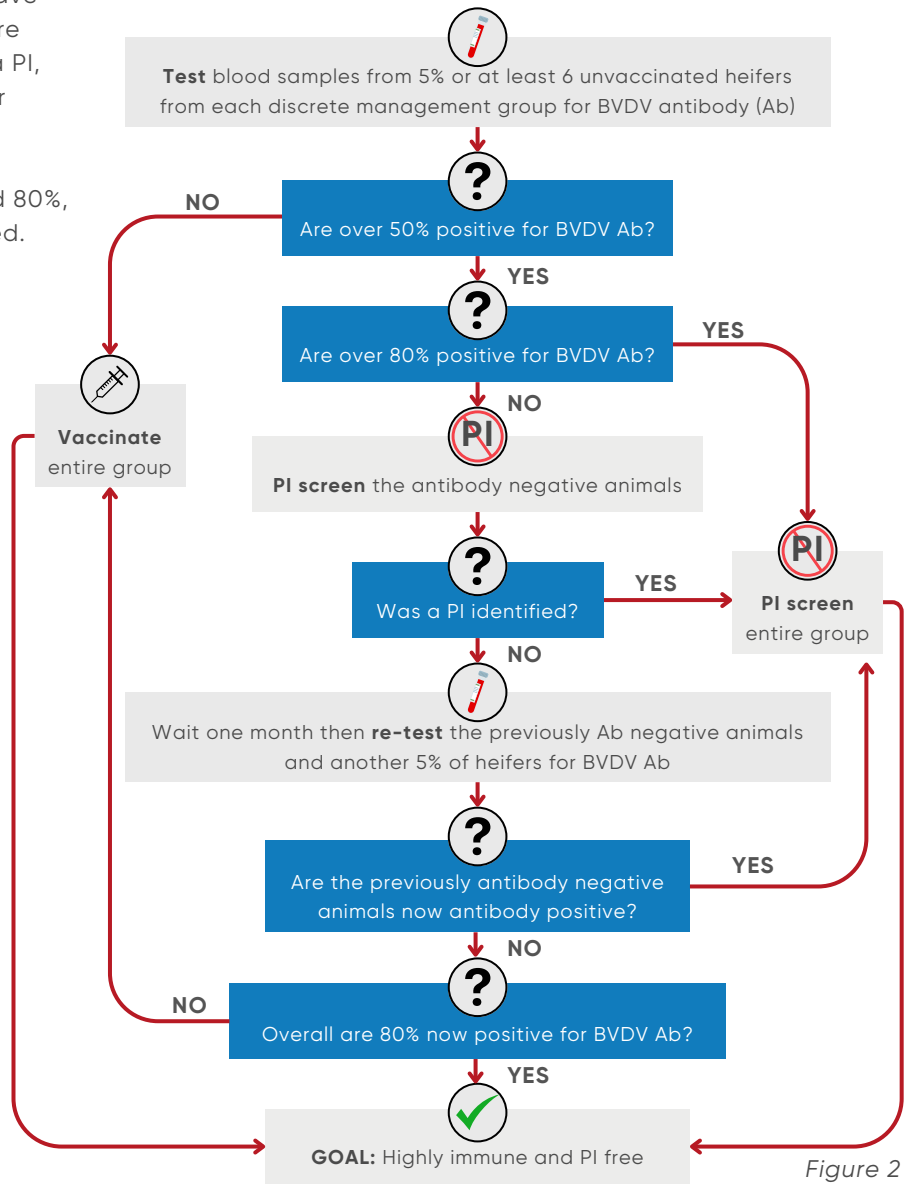 re
a PI,
r
d 80%,
ed.
Test blood samples from 5% or at least 6 unvaccinated heifers
from each discrete management group for BVDV antibody (Ab)
?
NO
Are over 50% positive for BVDV Ab?
YES
?
YES
Are over 80% positive for BVDV Ab?
NO
PI
Vaccinate
entire group
PI screen the antibody negative animals
PI
?
YES
Was a PI identified?
PI screen
entire group
NO
Wait one month then re-test the previously Ab negative animals
and another 5% of heifers for BVDV Ab
?
YES
Are the previously antibody negative
animals now antibody positive?
NO
?
NO
Overall are 80% now positive for BVDV Ab?
YES
GOAL: Highly immune and PI free
Figure 2